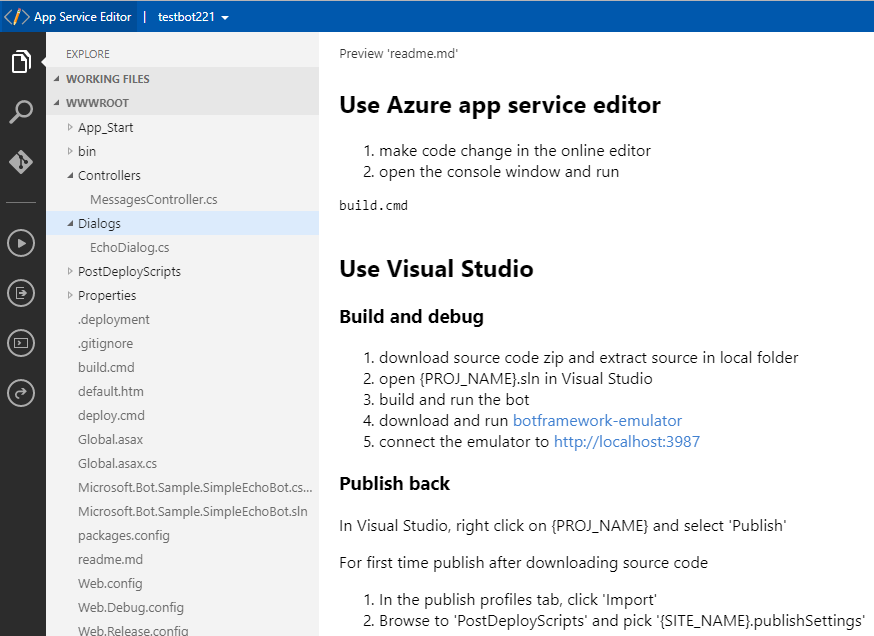 App Service Editor | testbot221
EXPLORE
WORKING FILES
WWWROOT
App_Start
bin
Controllers
MessagesController.cs
Dialogs
EchoDialog.cs
PostDeployScripts
Properties
.deployment
.gitignore
build.cmd
default.htm
deploy.cmd
Global.asax
Global.asax.cs
Microsoft.Bot.Sample.SimpleEchoBot.cs...
Microsoft.Bot.Sample.SimpleEchoBot.sln
packages.config
readme.md
Web.config
Web.Debug.config
Web.Release.config
Preview 'readme.md'
Use Azure app service editor
1. make code change in the online editor
2. open the console window and run
build.cmd
Use Visual Studio
Build and debug
1. download source code zip and extract source in local folder
2. open {PROJ_NAME}.sln in Visual Studio
3. build and run the bot
4. download and run botframework-emulator
5. connect the emulator to http://localhost:3987
Publish back
In Visual Studio, right click on {PROJ_NAME} and select 'Publish'
For first time publish after downloading source code
1. In the publish profiles tab, click 'Import'
2. Browse to 'PostDeployScripts' and pick '{SITE_NAME}.publishSettings'